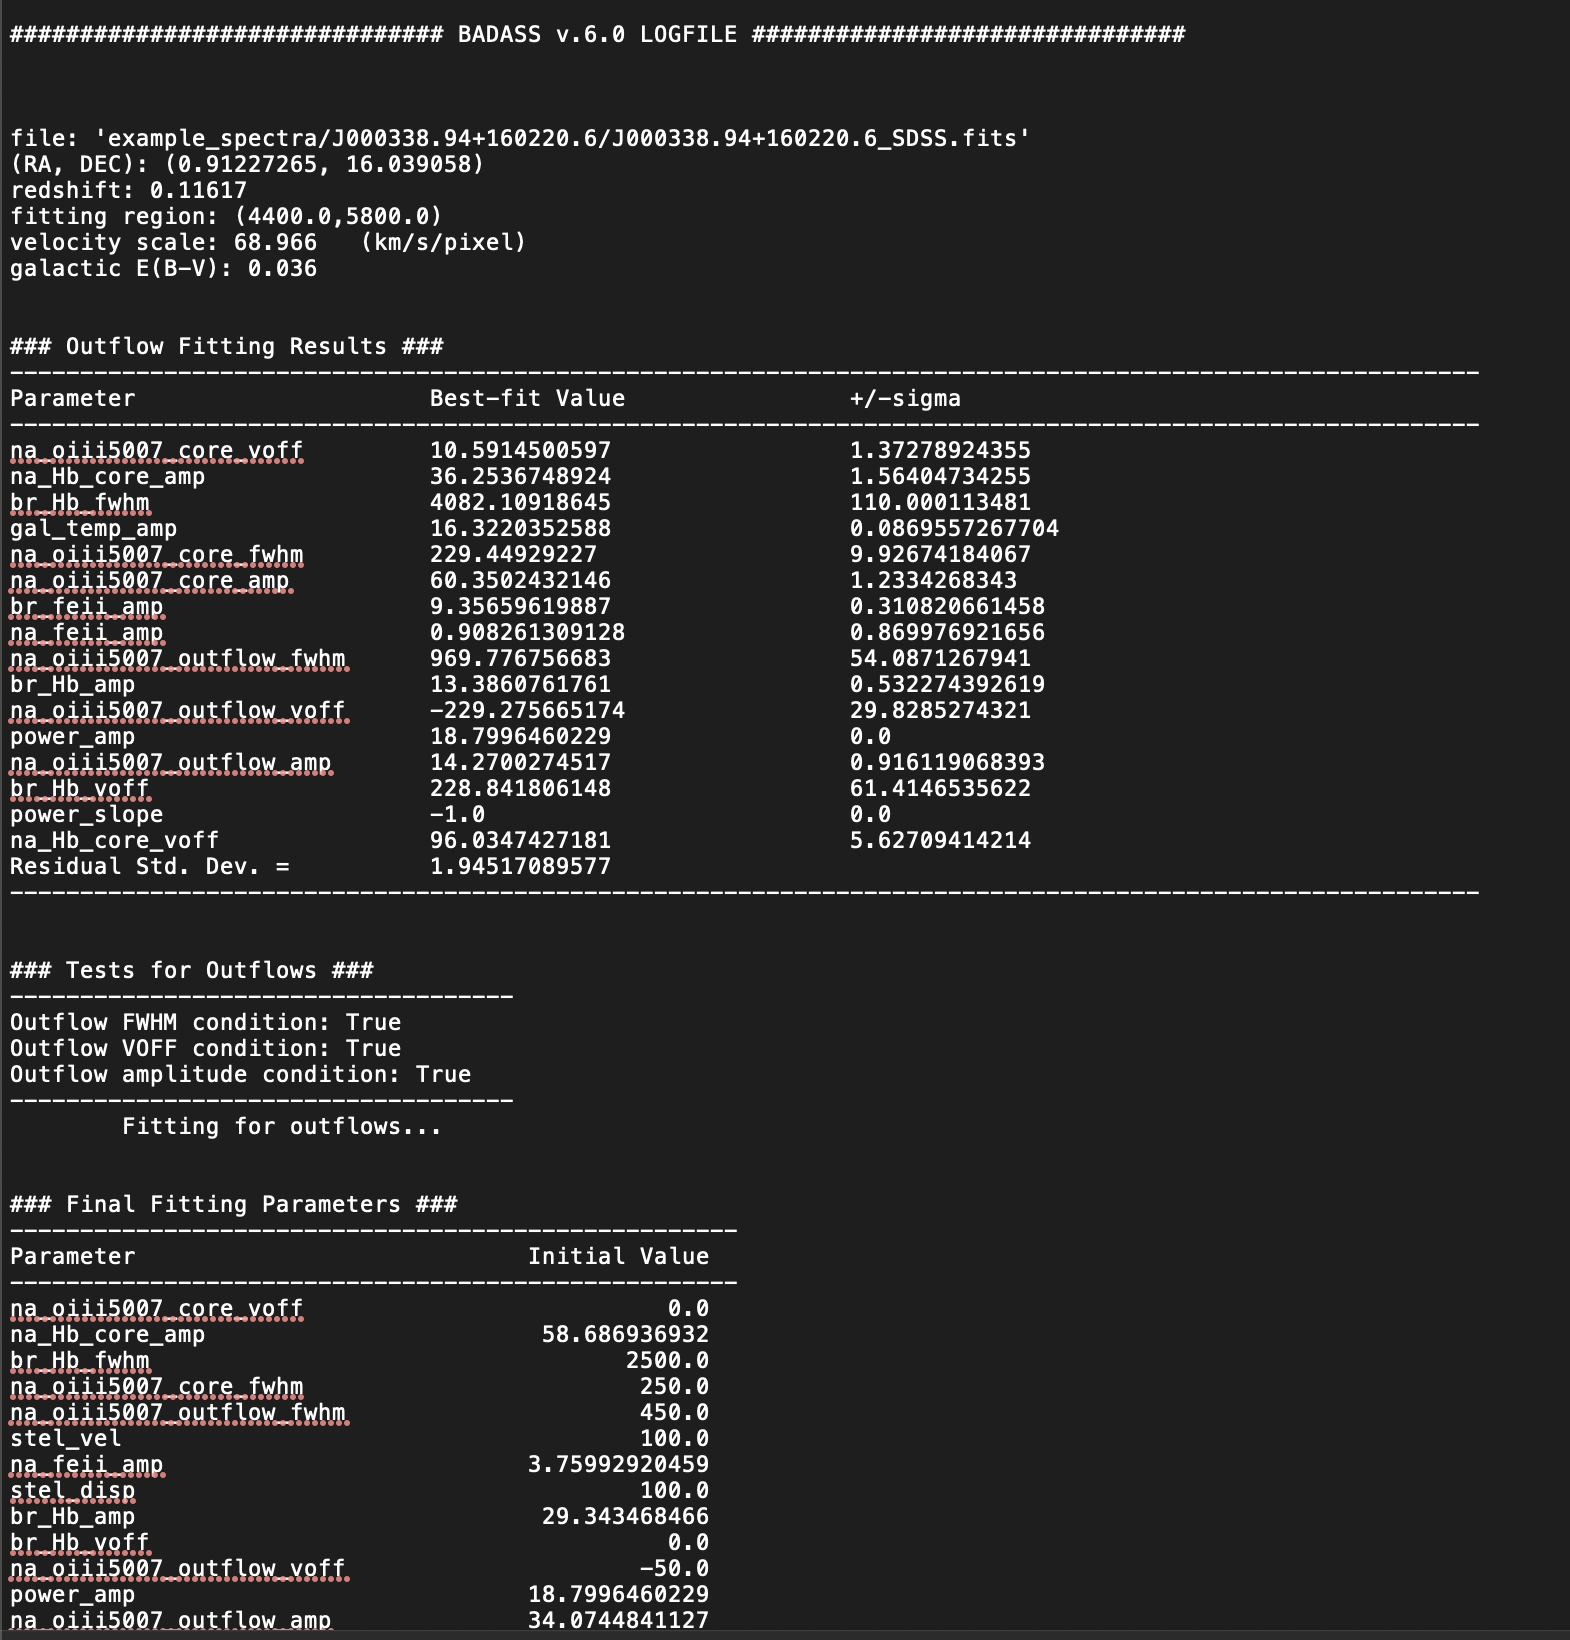 ############################### BADASS v.6.0 LOGFILE ###############################
file: 'example_spectra/J000338.94+160220.6/J000338.94+160220.6_SDSS.fits'
(RA, DEC): (0.91227265, 16.039058)
redshift: 0.11617
fitting region: (4400.0,5800.0)
velocity scale: 68.966   (km/s/pixel)
galactic E(B-V): 0.036
### Outflow Fitting Results ###
---------------------------------------------------------------------------------------------------------
Parameter                     Best-fit Value                +/-sigma
---------------------------------------------------------------------------------------------------------
na_oiii5007_core_voff         10.5914500597                 1.37278924355
na_Hb_core_amp                36.2536748924                 1.56404734255
br_Hb_fwhm                    4082.10918645                 110.000113481
gal_temp_amp                  16.3220352588                 0.0869557267704
na_oiii5007_core_fwhm         229.44929227                  9.92674184067
na_oiii5007_core_amp          60.3502432146                 1.2334268343
br_feii_amp                   9.35659619887                 0.310820661458
na_feii_amp                   0.908261309128                0.869976921656
na_oiii5007_outflow_fwhm      969.776756683                 54.0871267941
br_Hb_amp                     13.3860761761                 0.532274392619
na_oiii5007_outflow_voff      -229.275665174                29.8285274321
power_amp                     18.7996460229                 0.0
na_oiii5007_outflow_amp       14.2700274517                 0.916119068393
br_Hb_voff                    228.841806148                 61.4146535622
power_slope                   -1.0                          0.0
na_Hb_core_voff               96.0347427181                 5.62709414214
Residual Std. Dev. =          1.94517089577
---------------------------------------------------------------------------------------------------------
### Tests for Outflows ###
------------------------------------
Outflow FWHM condition: True
Outflow VOFF condition: True
Outflow amplitude condition: True
------------------------------------
        Fitting for outflows...
### Final Fitting Parameters ###
----------------------------------------------------
Parameter                            Initial Value
----------------------------------------------------
na_oiii5007_core_voff                          0.0
na_Hb_core_amp                        58.686936932
br_Hb_fwhm                                  2500.0
na_oiii5007_core_fwhm                        250.0
na_oiii5007_outflow_fwhm                     450.0
stel_vel                                     100.0
na_feii_amp                          3.75992920459
stel_disp                                    100.0
br_Hb_amp                             29.343468466
br_Hb_voff                                     0.0
na_oiii5007_outflow_voff                     -50.0
power_amp                            18.7996460229
na_oiii5007_outflow_amp              34.0744841127